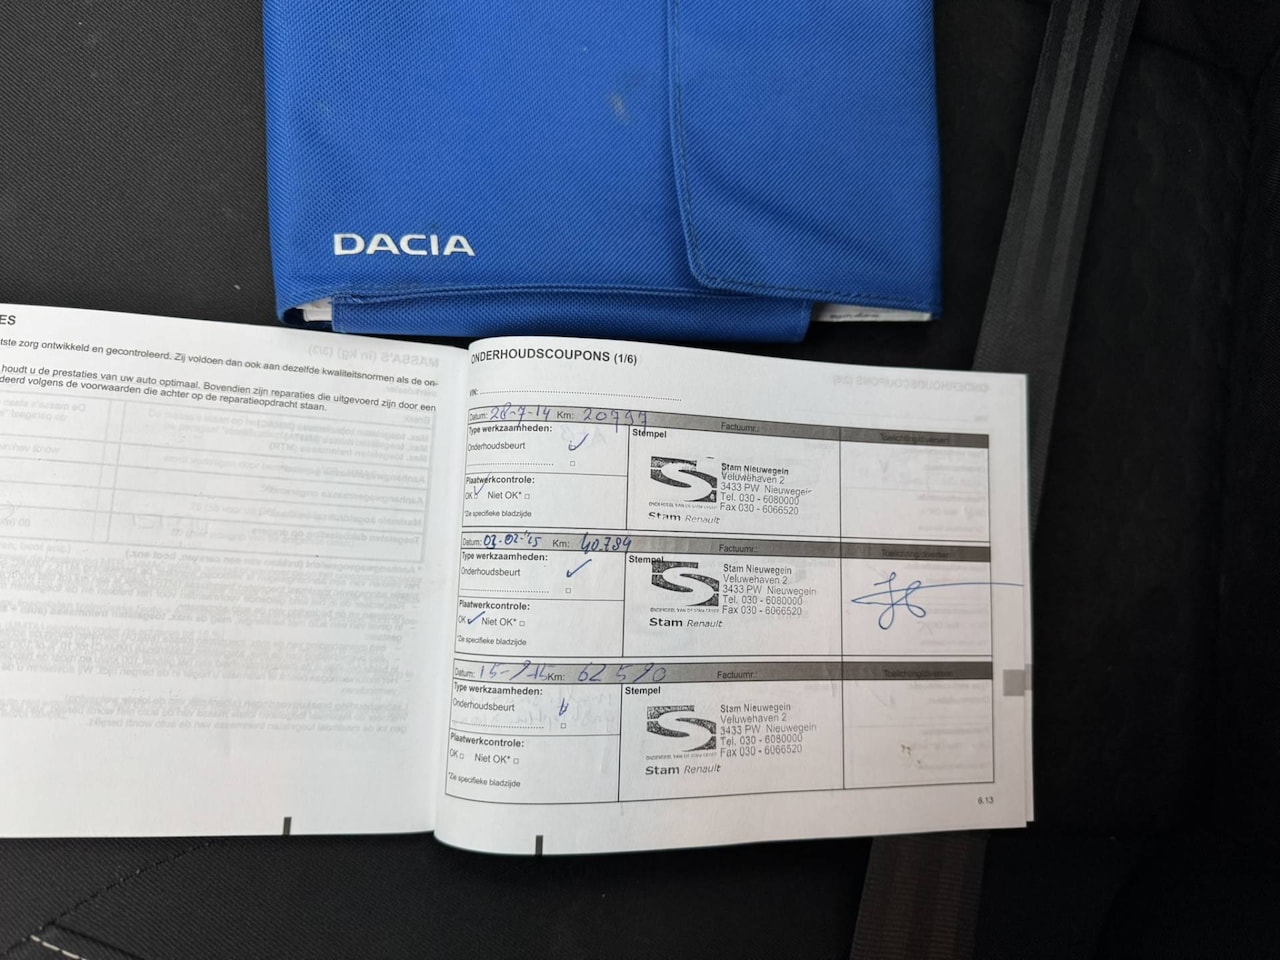 DACIA
ES
tste zorg ontwikkeld en gecontroleerd. Zij voldoen dan ook aan dezelfde kwaliteitsnormen als de on-
houdt u de prestaties van uw auto optimaal. Bovendien zijn reparaties die uitgevoerd zijn door een
deerd volgens de voorwaarden die achter op de reparatieopdracht staan.
ONDERHOUDSCOUPONS (1/6)
VIN:
Datum: 28-7-14 Km: 20797 Factuurnr.:
Type werkzaamheden: Stempel
Onderhoudsbeurt
Plaatwerkcontrole:
OK Niet OK*
*Zie specifieke bladzijde
Stam Nieuwegein
Veluwehaven 2
3433 PW Nieuwegein
Tel. 030 - 6080000
Fax 030 - 6066520
Stam Renault
Datum: 03-02-'15 Km: 40.784 Factuurnr.:
Type werkzaamheden: Stempel
Onderhoudsbeurt
Plaatwerkcontrole:
OK Niet OK*
*Zie specifieke bladzijde
Stam Nieuwegein
Veluwehaven 2
3433 PW Nieuwegein
Tel. 030 - 6080000
Fax 030 - 6066520
Stam Renault
Datum: 15-9-15 Km: 62590 Factuurnr.:
Type werkzaamheden: Stempel
Onderhoudsbeurt
Plaatwerkcontrole:
OK Niet OK*
*Zie specifieke bladzijde
Stam Nieuwegein
Veluwehaven 2
3433 PW Nieuwegein
Tel. 030 - 6080000
Fax 030 - 6066520
Stam Renault
6.13